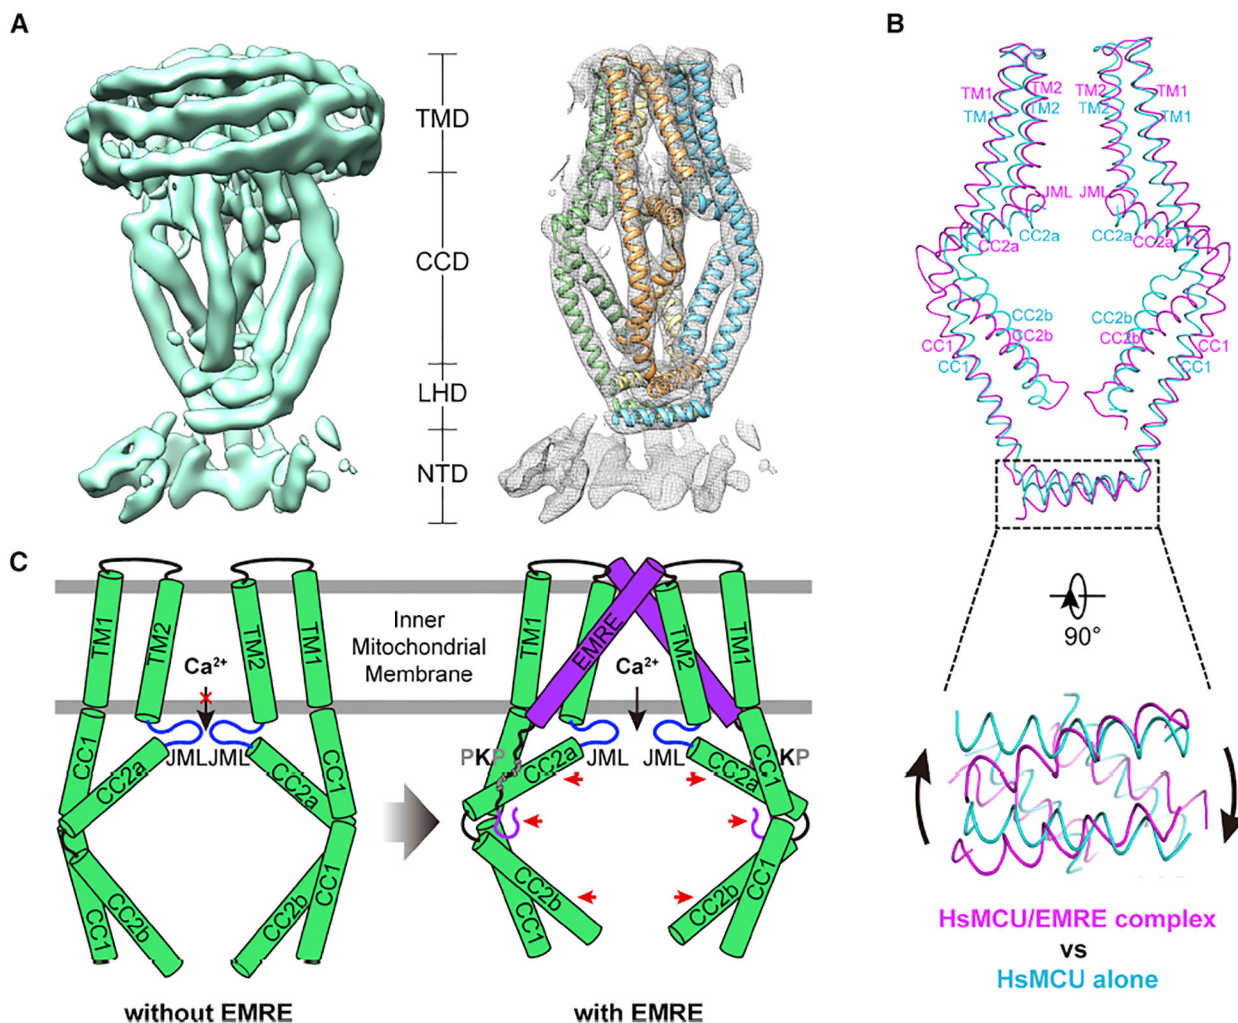 A
TMD
CCD
LHD
NTD
B
TM1
TM2
TM2
TM1
TM1
TM2
TM2
TM1
JML
JML
CC2a
CC2a
CC2a
CC2a
CC2b
CC2b
CC2b
CC2b
CC1
CC1
CC1
CC1
90°
HsMCU/EMRE complex
vs
HsMCU alone
C
TM1
TM2
TM2
TM1
Ca²⁺
JML
JML
CC1
CC2a
CC2a
CC1
CC1
CC2b
CC2b
CC1
without EMRE
Inner
Mitochondrial
Membrane
TM1
EMRE
TM2
TM1
Ca²⁺
PKP
CC2a
JML
JML
CC2a
CC1
KP
CC1
CC2b
CC2b
CC1
with EMRE